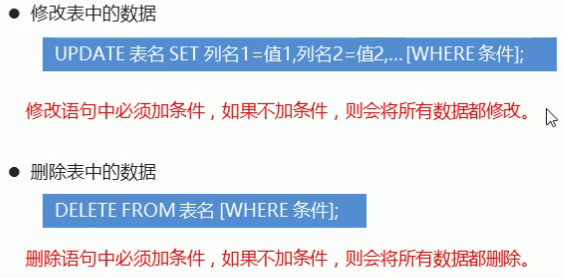 ● 修改表中的数据
UPDATE 表名 SET 列名1=值1,列名2=值2,... [WHERE 条件];
修改语句中必须加条件，如果不加条件，则会将所有数据都修改。
● 删除表中的数据
DELETE FROM 表名 [WHERE 条件];
删除语句中必须加条件，如果不加条件，则会将所有数据都删除。